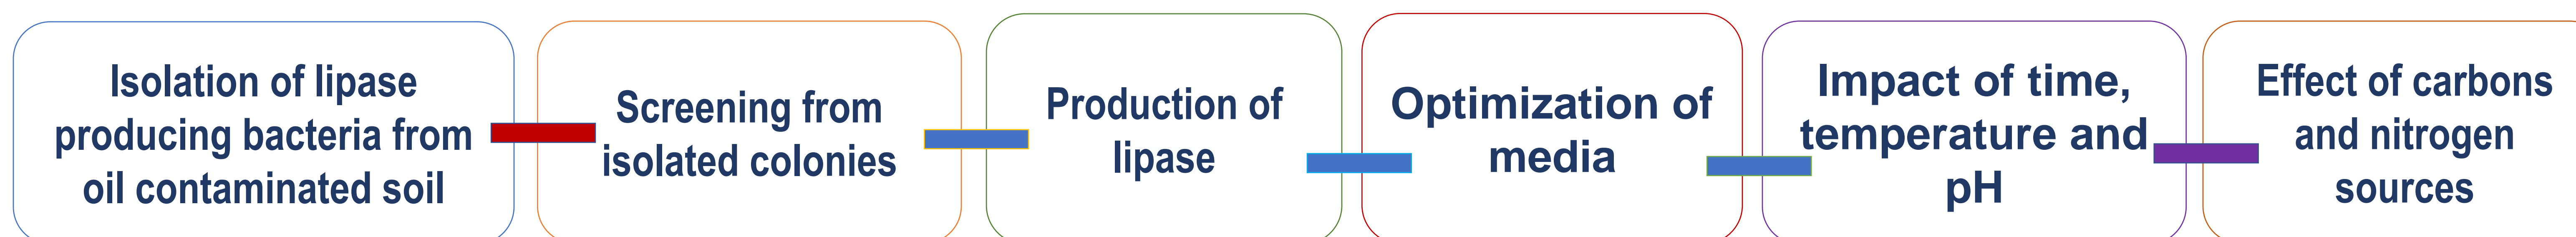 Isolation of lipase
producing bacteria from
oil contaminated soil
Screening from
isolated colonies
Production of
lipase
Optimization of
media
Impact of time,
temperature and
pH
Effect of carbons
and nitrogen
sources